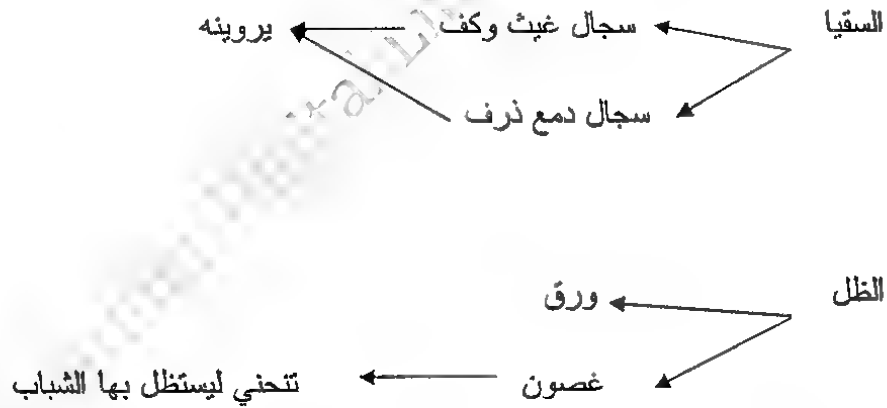 السقيا سجال غيث وكف يروينه
سجال دمع ذرف
الظل ورق
غصون تنحني ليستظل بها الشباب